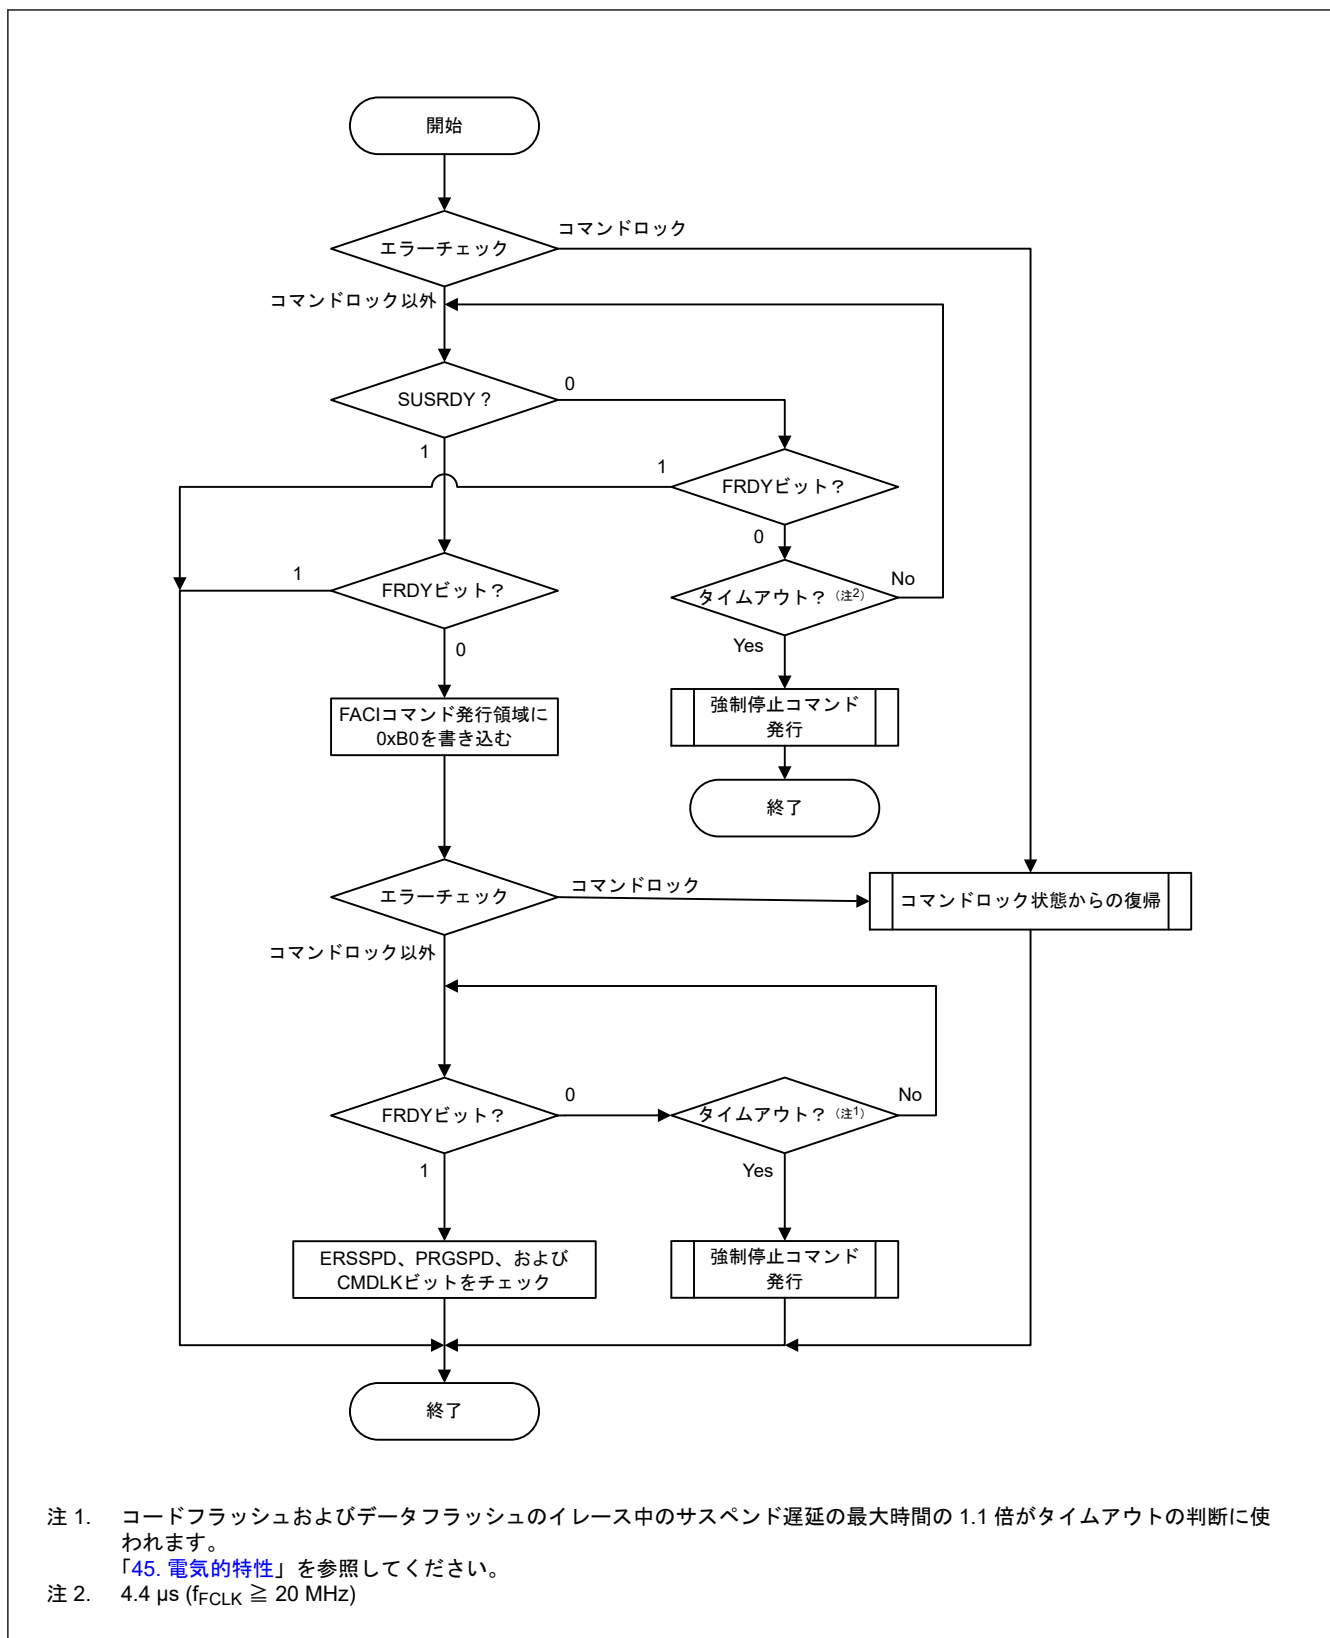 開始
エラーチェック
コマンドロック
コマンドロック以外
SUSRDY？
0
1
FRDYビット？
1
0
FRDYビット？
1
0
タイムアウト？（注2）
No
Yes
FACIコマンド発行領域に
0xB0を書き込む
強制停止コマンド
発行
終了
エラーチェック
コマンドロック
コマンドロック状態からの復帰
コマンドロック以外
FRDYビット？
0
1
タイムアウト？（注1）
No
Yes
ERSSPD、PRGSPD、および
CMDLKビットをチェック
強制停止コマンド
発行
終了
注 1. コードフラッシュおよびデータフラッシュのイレース中のサスペンド遅延の最大時間の 1.1 倍がタイムアウトの判断に使
われます。
「45. 電気的特性」を参照してください。
注 2. 4.4 μs (fFCLK ≧ 20 MHz)